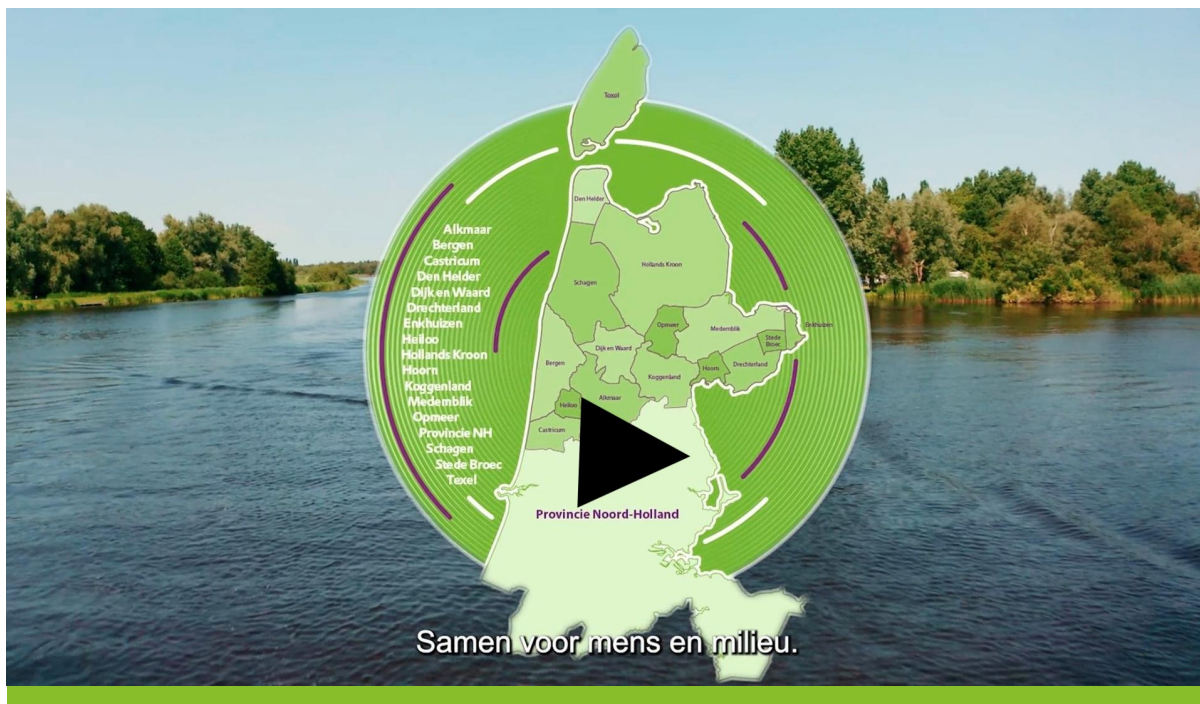 Texel
Den Helder
Hollands Kroon
Schagen
Opmeer
Medemblik
Enkhuizen
Stede
Broec
Dijk en Waard
Drechterland
Hoorn
Bergen
Koggenland
Alkmaar
Heiloo
Castricum
Alkmaar
Bergen
Castricum
Den Helder
Dijk en Waard
Drechterland
Enkhuizen
Heiloo
Hollands Kroon
Hoorn
Koggenland
Medemblik
Opmeer
Provincie NH
Schagen
Stede Broec
Texel
Provincie Noord-Holland
Samen voor mens en milieu.